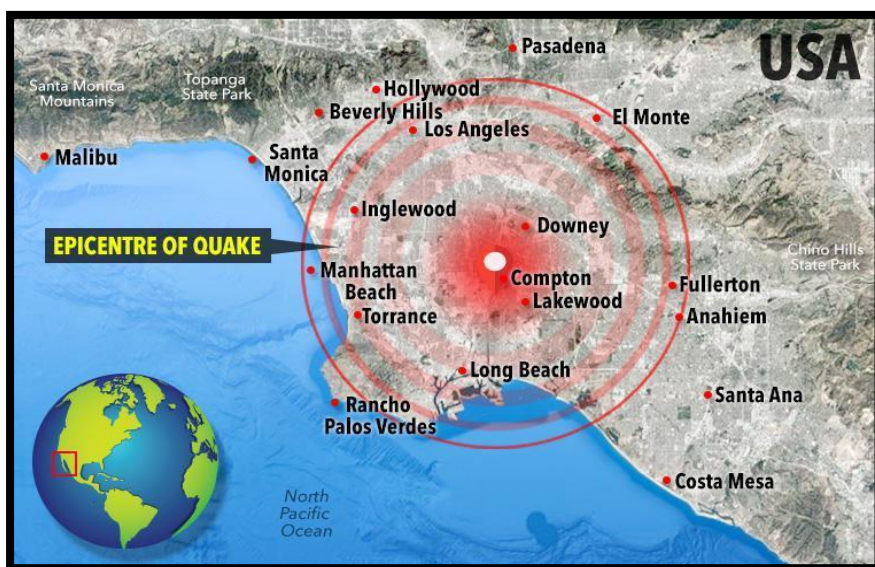 Pasadena
USA
Santa Monica
Mountains
Topanga
State Park
Hollywood
Beverly Hills
El Monte
Los Angeles
Malibu
Santa
Monica
Inglewood
Downey
EPICENTRE OF QUAKE
Chino Hills
State Park
Manhattan
Beach
Compton
Fullerton
Lakewood
Torrance
Anahiem
Long Beach
Santa Ana
Rancho
Palos Verdes
Costa Mesa
North
Pacific
Ocean